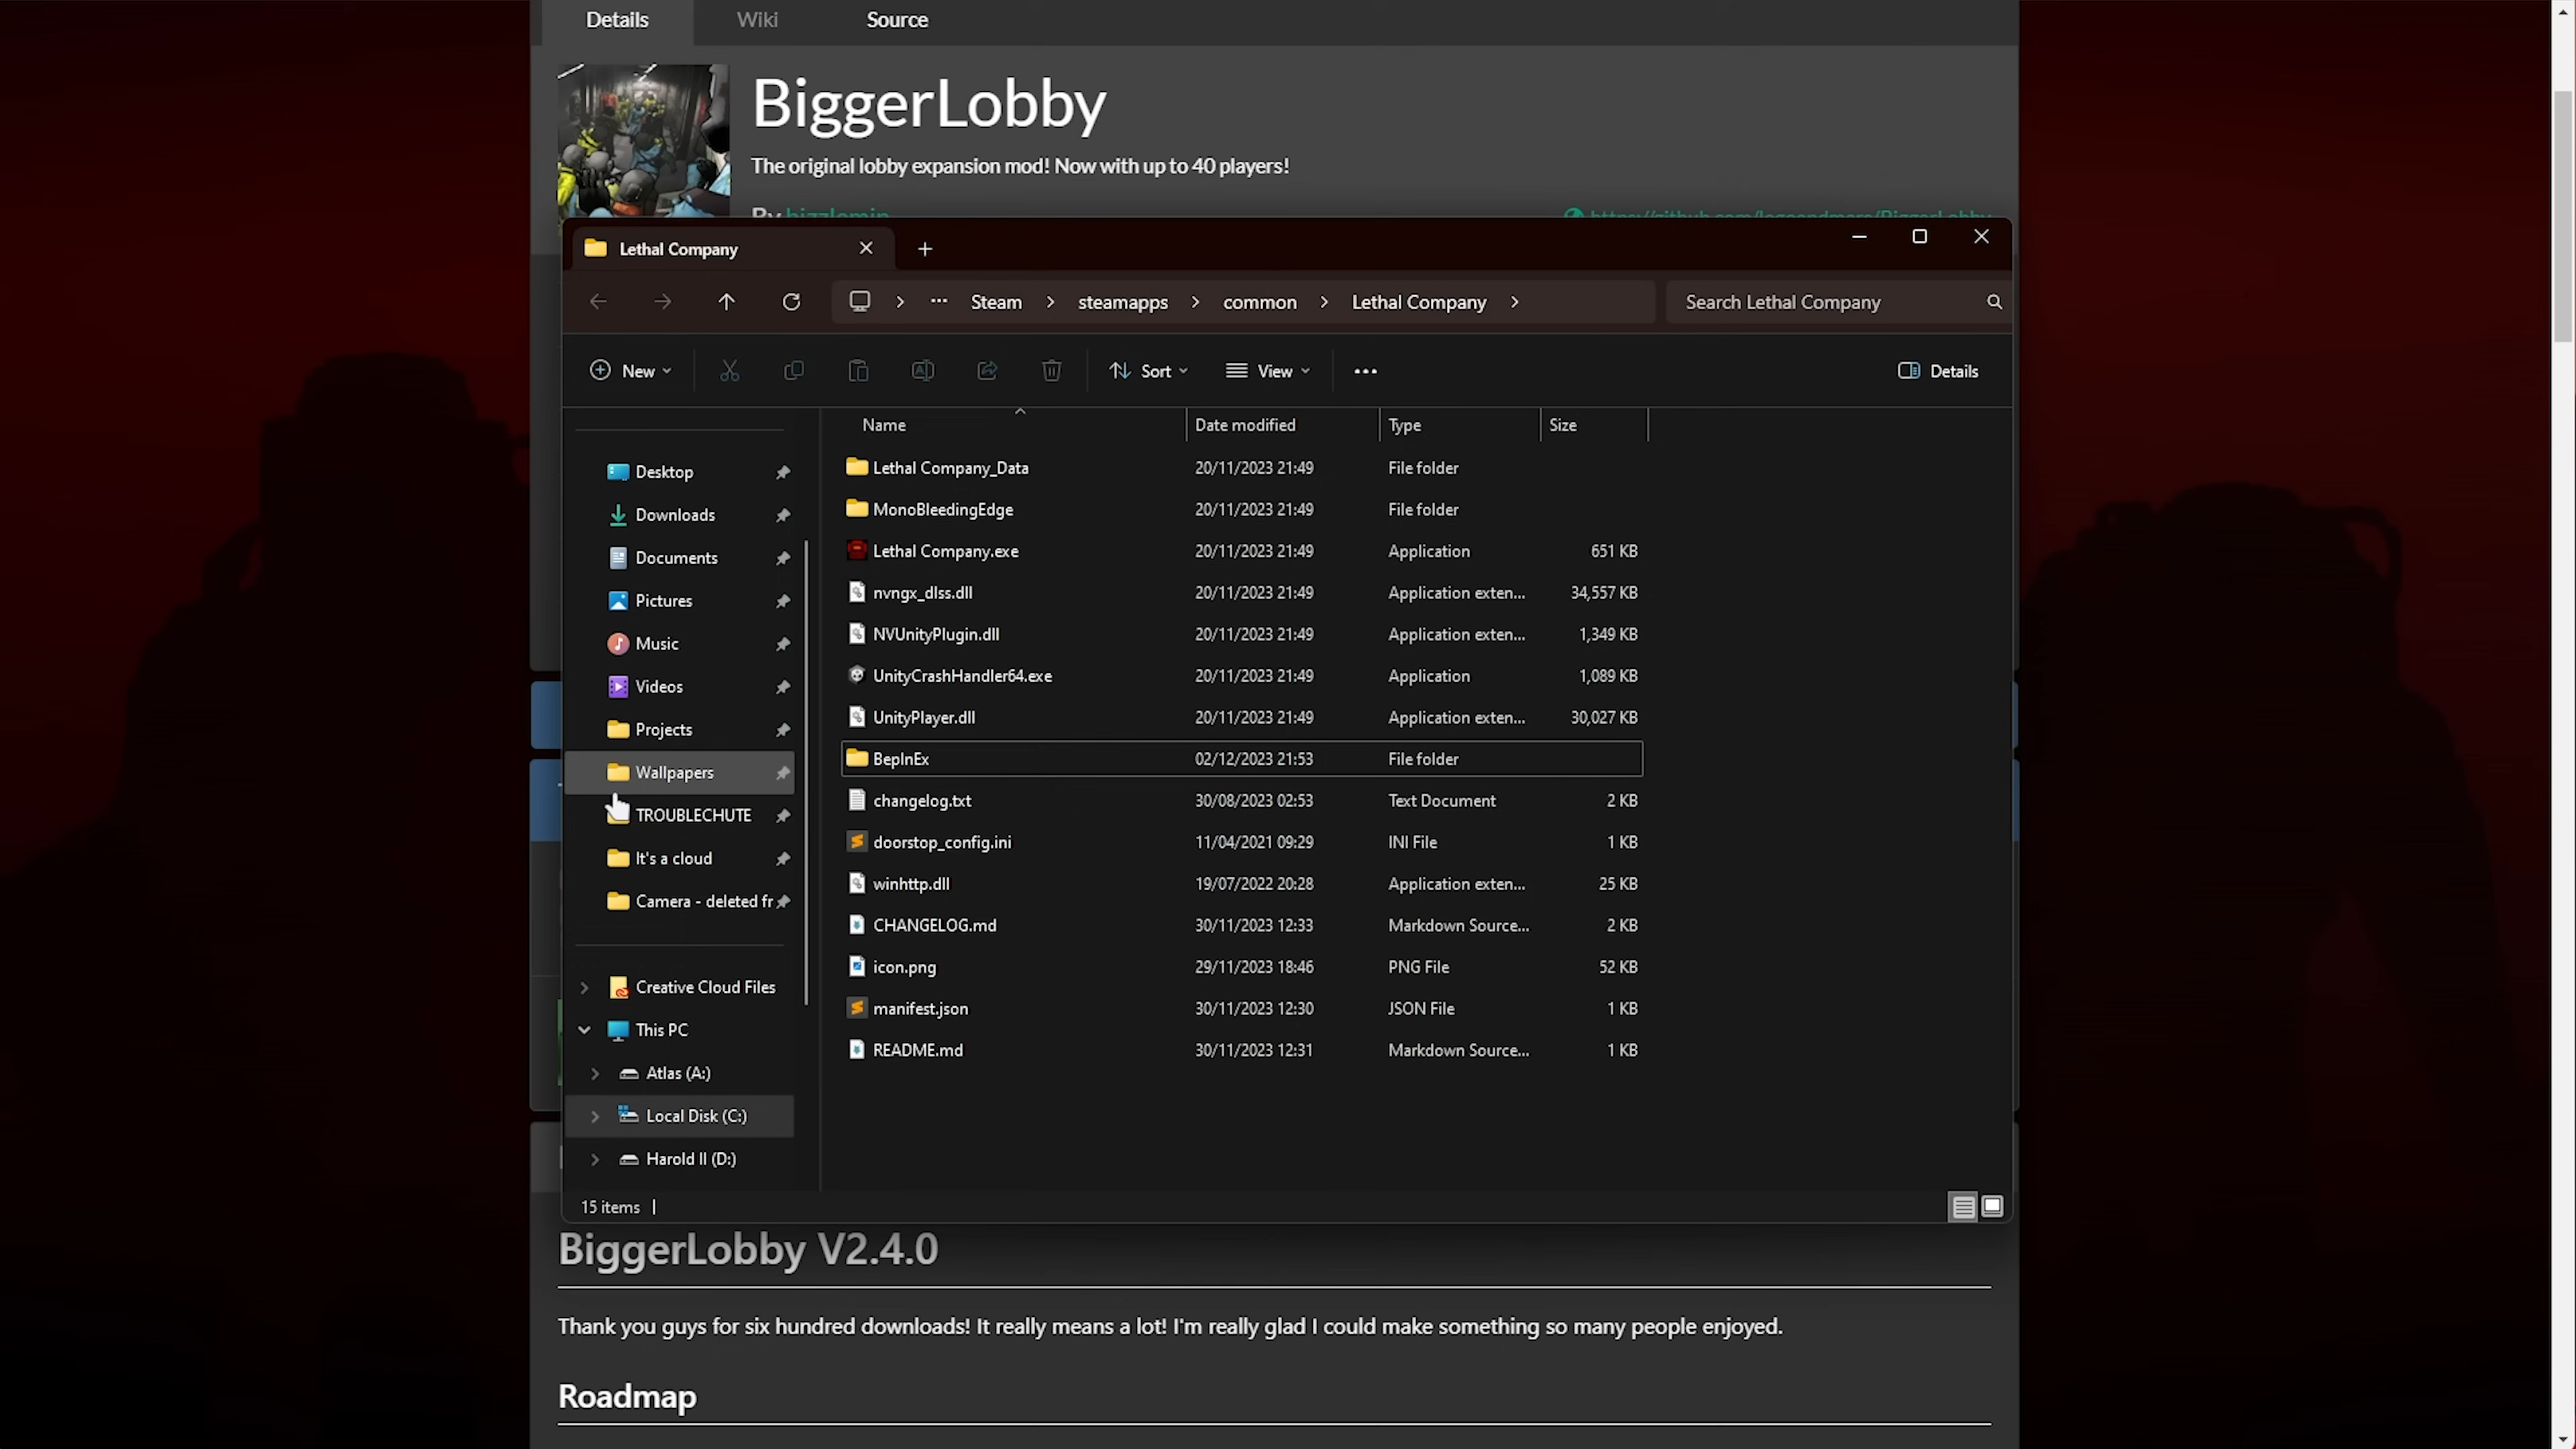 Details Wiki Source
BiggerLobby
The original lobby expansion mod! Now with up to 40 players!
By bizzlemip https://github.com/legoandmars/BiggerLobby
Lethal Company
Steam steamapps common Lethal Company Search Lethal Company
New Sort View Details
Name Date modified Type Size
Desktop
Downloads
Documents
Pictures
Music
Videos
Projects
Wallpapers
TROUBLECHUTE
It's a cloud
Camera - deleted fr
Creative Cloud Files
This PC
Atlas (A:)
Local Disk (C:)
Harold II (D:)
Lethal Company_Data 20/11/2023 21:49 File folder
MonoBleedingEdge 20/11/2023 21:49 File folder
Lethal Company.exe 20/11/2023 21:49 Application 651 KB
nvngx_dlss.dll 20/11/2023 21:49 Application exten... 34,557 KB
NVUnityPlugin.dll 20/11/2023 21:49 Application exten... 1,349 KB
UnityCrashHandler64.exe 20/11/2023 21:49 Application 1,089 KB
UnityPlayer.dll 20/11/2023 21:49 Application exten... 30,027 KB
BepInEx 02/12/2023 21:53 File folder
changelog.txt 30/08/2023 02:53 Text Document 2 KB
doorstop_config.ini 11/04/2021 09:29 INI File 1 KB
winhttp.dll 19/07/2022 20:28 Application exten... 25 KB
CHANGELOG.md 30/11/2023 12:33 Markdown Source... 2 KB
icon.png 29/11/2023 18:46 PNG File 52 KB
manifest.json 30/11/2023 12:30 JSON File 1 KB
README.md 30/11/2023 12:31 Markdown Source... 1 KB
15 items
BiggerLobby V2.4.0
Thank you guys for six hundred downloads! It really means a lot! I'm really glad I could make something so many people enjoyed.
Roadmap